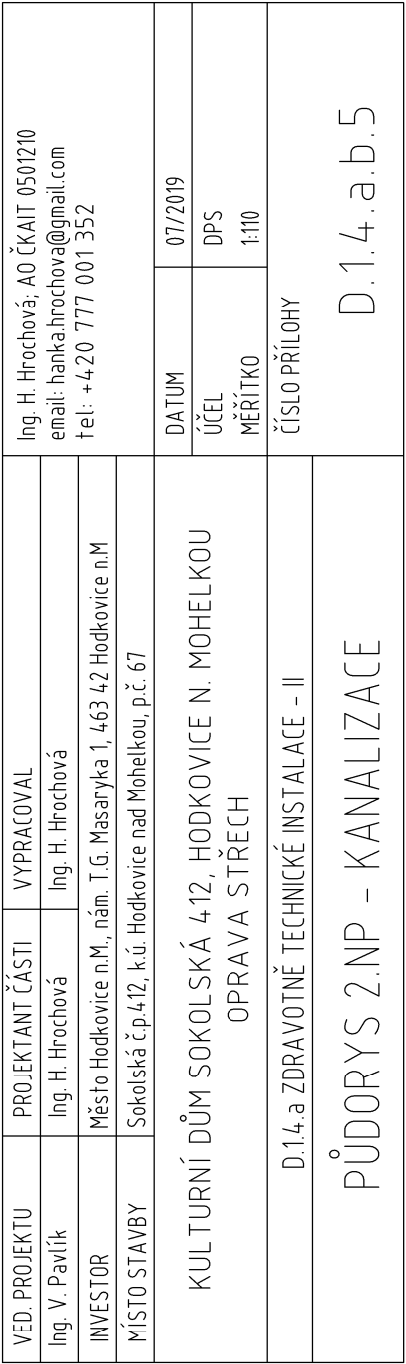 VED. PROJEKTU PROJEKTANT ČÁSTI VYPRACOVAL
Ing. V. Pavlík Ing. H. Hrochová Ing. H. Hrochová
INVESTOR Město Hodkovice n.M., nám. T.G. Masaryka 1, 463 42 Hodkovice n.M
MÍSTO STAVBY Sokolská č.p.412, k.ú. Hodkovice nad Mohelkou, p.č. 67
Ing. H. Hrochová; AO ČKAIT 0501210
email: hanka.hrochova@gmail.com
tel: +420 777 001 352
KULTURNÍ DŮM SOKOLSKÁ 412, HODKOVICE N. MOHELKOU
OPRAVA STŘECH
DATUM 07/2019
ÚČEL DPS
MĚŘÍTKO 1:110
D.1.4.a ZDRAVOTNĚ TECHNICKÉ INSTALACE - II
PŮDORYS 2.NP - KANALIZACE
ČÍSLO PŘÍLOHY
D.1.4.a.b.5